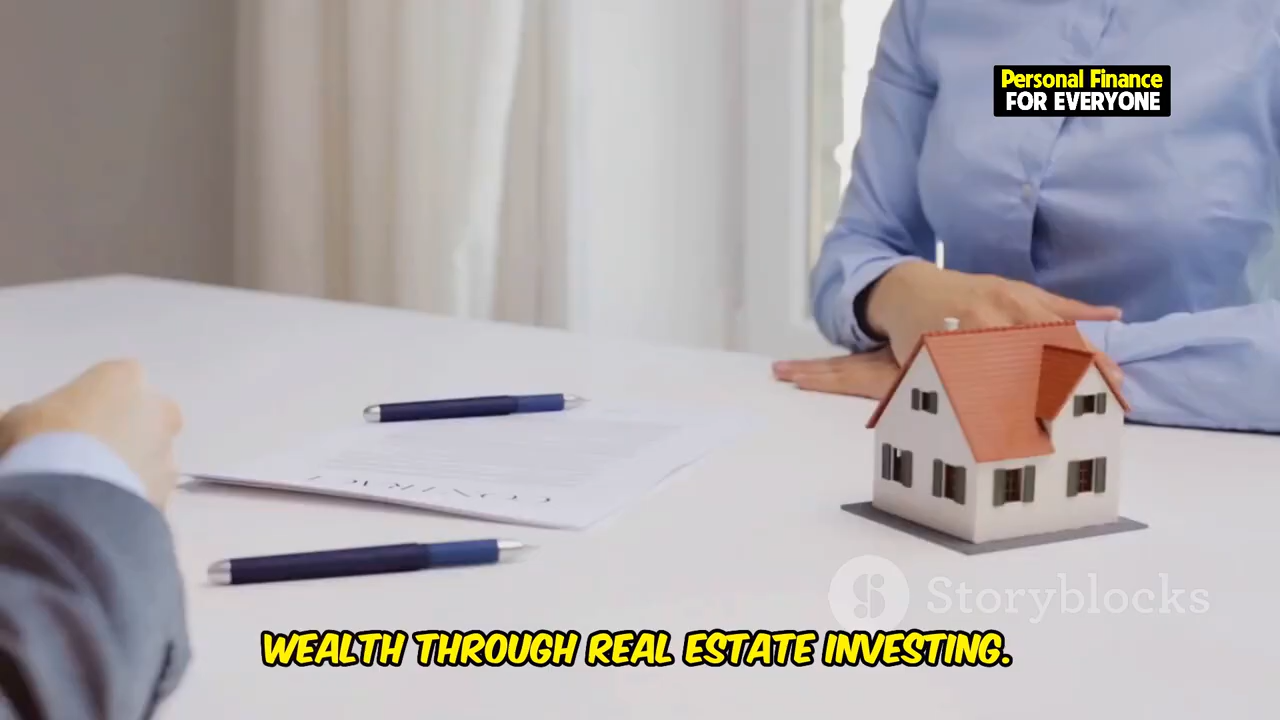 Personal Finance
FOR EVERYONE
Storyblocks
WEALTH THROUGH REAL ESTATE INVESTING.